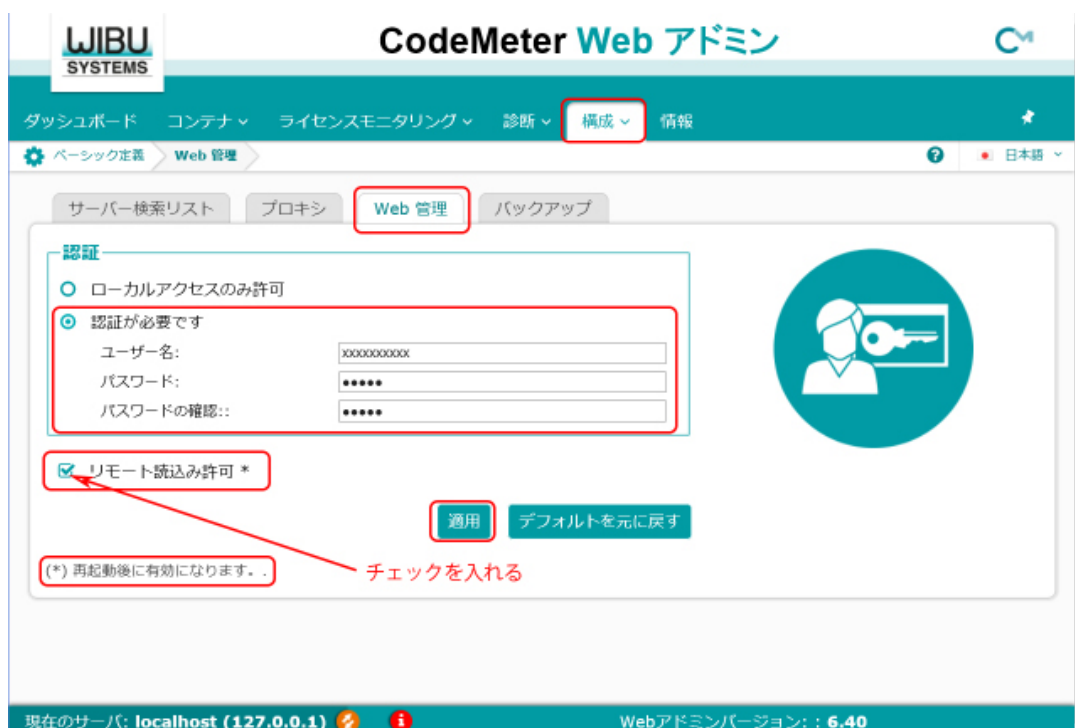 WIBU
SYSTEMS
CodeMeter Web アドミン
ダッシュボード コンテナ ライセンスモニタリング 診断 構成 情報
ベーシック定義 Web 管理 日本語
サーバー検索リスト プロキシ Web 管理 バックアップ
認証
ローカルアクセスのみ許可
認証が必要です
ユーザー名: xxxxxxxxxx
パスワード: •••••
パスワードの確認:: •••••
リモート読込み許可 *
適用 デフォルトを元に戻す
(*) 再起動後に有効になります。.
チェックを入れる
現在のサーバ: localhost (127.0.0.1) Webアドミンバージョン: : 6.40